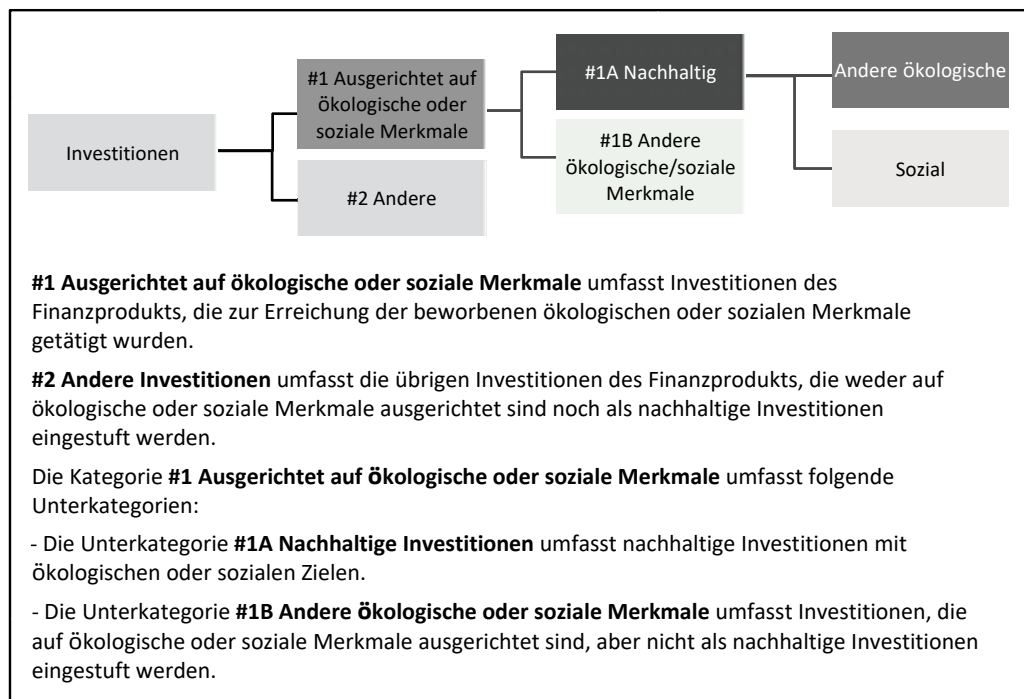 Investitionen
#1 Ausgerichtet auf
ökologische oder
soziale Merkmale
#2 Andere
#1A Nachhaltig
#1B Andere
ökologische/soziale
Merkmale
Andere ökologische
Sozial
#1 Ausgerichtet auf ökologische oder soziale Merkmale umfasst Investitionen des
Finanzprodukts, die zur Erreichung der beworbenen ökologischen oder sozialen Merkmale
getätigt wurden.
#2 Andere Investitionen umfasst die übrigen Investitionen des Finanzprodukts, die weder auf
ökologische oder soziale Merkmale ausgerichtet sind noch als nachhaltige Investitionen
eingestuft werden.
Die Kategorie #1 Ausgerichtet auf ökologische oder soziale Merkmale umfasst folgende
Unterkategorien:
- Die Unterkategorie #1A Nachhaltige Investitionen umfasst nachhaltige Investitionen mit
ökologischen oder sozialen Zielen.
- Die Unterkategorie #1B Andere ökologische oder soziale Merkmale umfasst Investitionen, die
auf ökologische oder soziale Merkmale ausgerichtet sind, aber nicht als nachhaltige Investitionen
eingestuft werden.